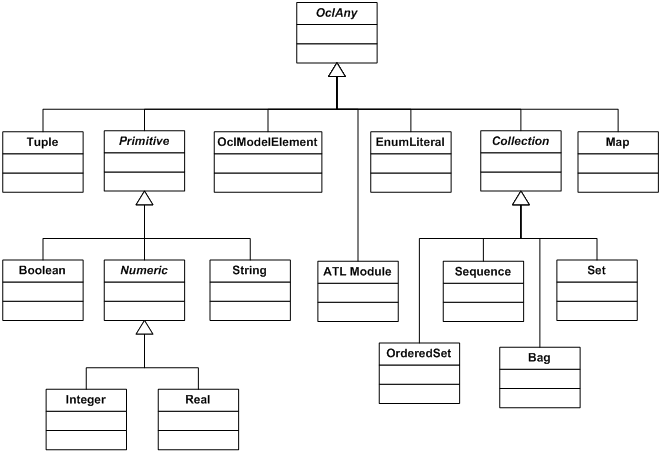 OclAny
Tuple
Primitive
OclModelElement
EnumLiteral
Collection
Map
Boolean
Numeric
String
ATL Module
Sequence
Set
OrderedSet
Bag
Integer
Real